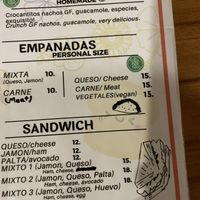 HOMEMADE
Crocantitos nachos GF, guacamole, especies,
exquisito!
Crunch GF nachos, guacamole, very delicious.
EMPANADAS
PERSONAL SIZE
MIXTA 10.
(Queso, Jamon)
CARNE 10.
(Meat)
QUESO/cheese 15.
CARNE/ Meat 15.
VEGETALES(vegan) 15.
SANDWICH
QUESO/cheese 12.
JAMON/ham 12.
PALTA/avocado 12.
MIXTO 1 (Jamon, Queso) 15.
Ham, cheese
MIXTO 2 (Jamon, Queso, Palta) 18.
Ham, cheese, avocado
MIXTO 3 (Jamon, Queso, Huevo) 18.
Ham, cheese, egg